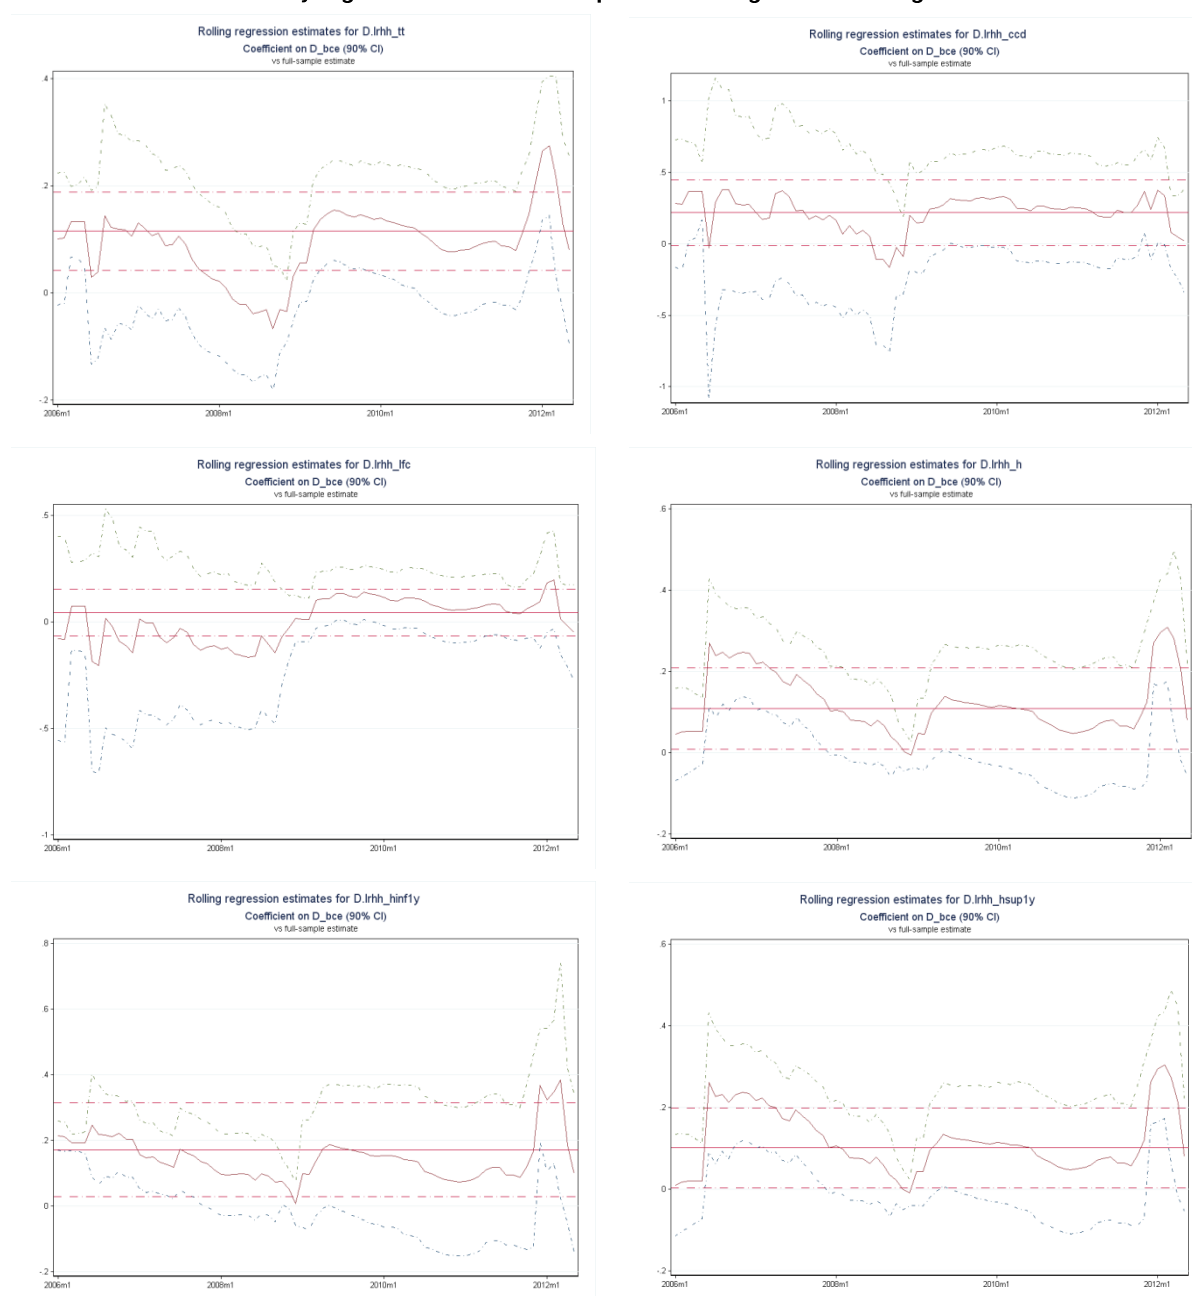 Rolling regression estimates for D.lrhh_tt
Coefficient on D_bce (90% CI)
vs full-sample estimate
.4
.2
0
-.2
2006m1 2008m1 2010m1 2012m1
Rolling regression estimates for D.lrhh_ccd
Coefficient on D_bce (90% CI)
vs full-sample estimate
1
.5
0
-.5
-1
2006m1 2008m1 2010m1 2012m1
Rolling regression estimates for D.lrhh_lfc
Coefficient on D_bce (90% CI)
vs full-sample estimate
.5
0
-.5
-1
2006m1 2008m1 2010m1 2012m1
Rolling regression estimates for D.lrhh_h
Coefficient on D_bce (90% CI)
vs full-sample estimate
.6
.4
.2
0
-.2
2006m1 2008m1 2010m1 2012m1
Rolling regression estimates for D.lrhh_hinf1y
Coefficient on D_bce (90% CI)
vs full-sample estimate
.8
.6
.4
.2
0
-.2
2006m1 2008m1 2010m1 2012m1
Rolling regression estimates for D.lrhh_hsup1y
Coefficient on D_bce (90% CI)
vs full-sample estimate
.6
.4
.2
0
-.2
2006m1 2008m1 2010m1 2012m1